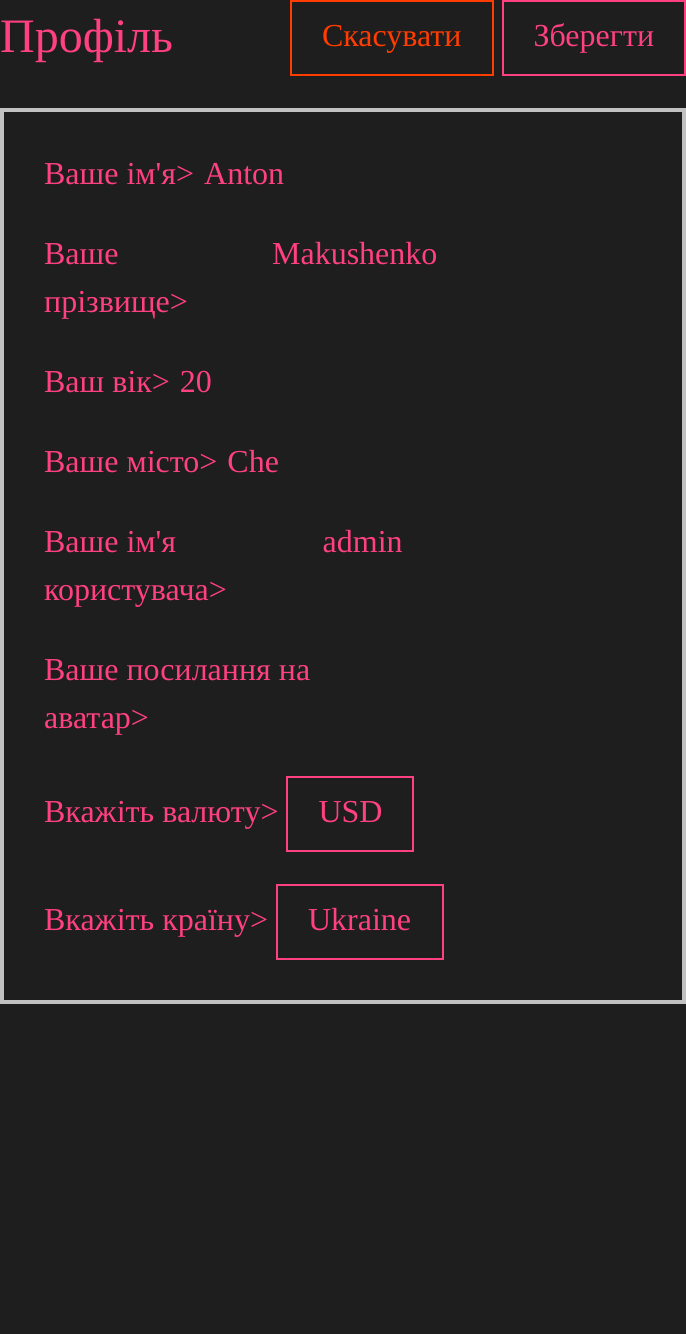 Профіль Скасувати Зберегти
Ваше ім'я> Anton
Ваше Makushenko
прізвище>
Ваш вік> 20
Ваше місто> Che
Ваше ім'я admin
користувача>
Ваше посилання на
аватар>
Вкажіть валюту> USD
Вкажіть країну> Ukraine